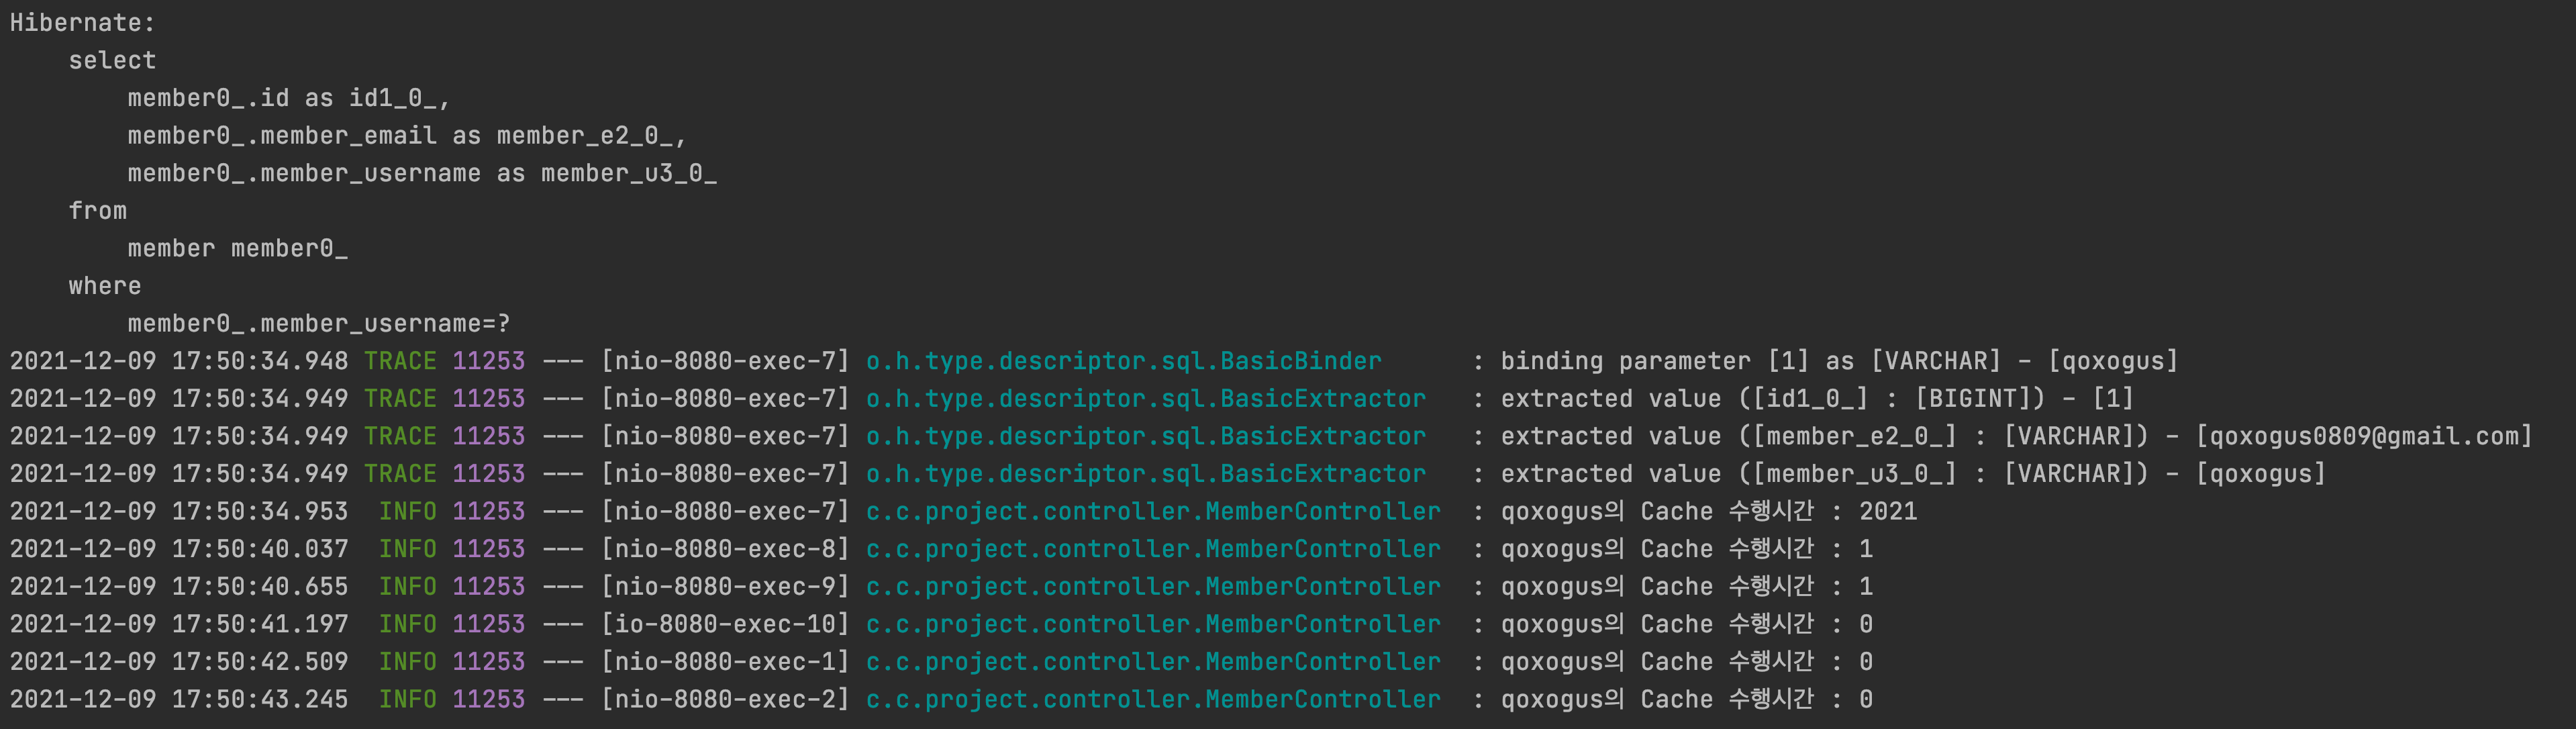 Hibernate:
    select
        member0_.id as id1_0_,
        member0_.member_email as member_e2_0_,
        member0_.member_username as member_u3_0_
    from
        member member0_
    where
        member0_.member_username=?
2021-12-09 17:50:34.948 TRACE 11253 --- [nio-8080-exec-7] o.h.type.descriptor.sql.BasicBinder      : binding parameter [1] as [VARCHAR] - [qoxogus]
2021-12-09 17:50:34.949 TRACE 11253 --- [nio-8080-exec-7] o.h.type.descriptor.sql.BasicExtractor   : extracted value ([id1_0_] : [BIGINT]) - [1]
2021-12-09 17:50:34.949 TRACE 11253 --- [nio-8080-exec-7] o.h.type.descriptor.sql.BasicExtractor   : extracted value ([member_e2_0_] : [VARCHAR]) - [qoxogus0809@gmail.com]
2021-12-09 17:50:34.949 TRACE 11253 --- [nio-8080-exec-7] o.h.type.descriptor.sql.BasicExtractor   : extracted value ([member_u3_0_] : [VARCHAR]) - [qoxogus]
2021-12-09 17:50:34.953  INFO 11253 --- [nio-8080-exec-7] c.c.project.controller.MemberController  : qoxogus의 Cache 수행시간 : 2021
2021-12-09 17:50:40.037  INFO 11253 --- [nio-8080-exec-8] c.c.project.controller.MemberController  : qoxogus의 Cache 수행시간 : 1
2021-12-09 17:50:40.655  INFO 11253 --- [nio-8080-exec-9] c.c.project.controller.MemberController  : qoxogus의 Cache 수행시간 : 1
2021-12-09 17:50:41.197  INFO 11253 --- [io-8080-exec-10] c.c.project.controller.MemberController  : qoxogus의 Cache 수행시간 : 0
2021-12-09 17:50:42.509  INFO 11253 --- [nio-8080-exec-1] c.c.project.controller.MemberController  : qoxogus의 Cache 수행시간 : 0
2021-12-09 17:50:43.245  INFO 11253 --- [nio-8080-exec-2] c.c.project.controller.MemberController  : qoxogus의 Cache 수행시간 : 0